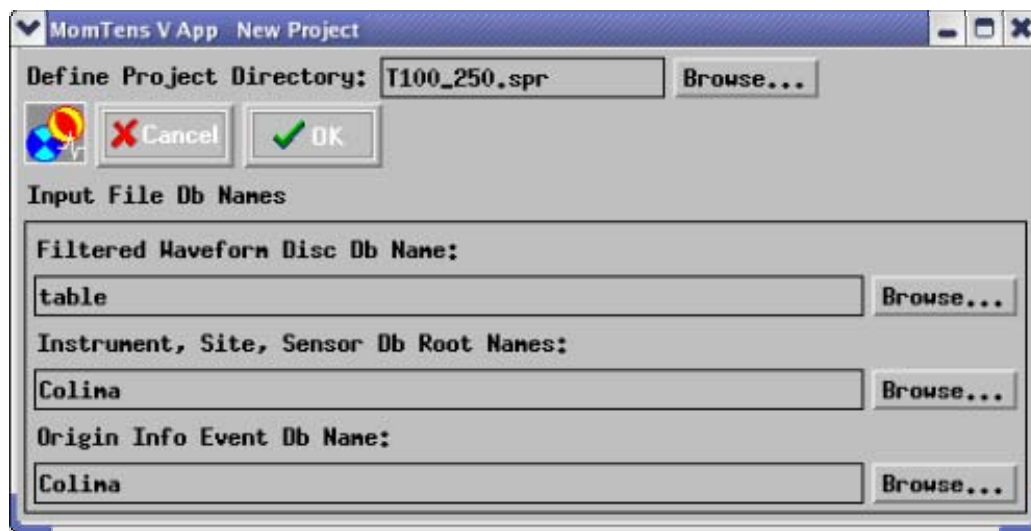 MomTens V App New Project
Define Project Directory: T100_250.spr Browse...
Cancel OK
Input File Db Names
Filtered Waveform Disc Db Name:
table Browse...
Instrument, Site, Sensor Db Root Names:
Colima Browse...
Origin Info Event Db Name:
Colima Browse...